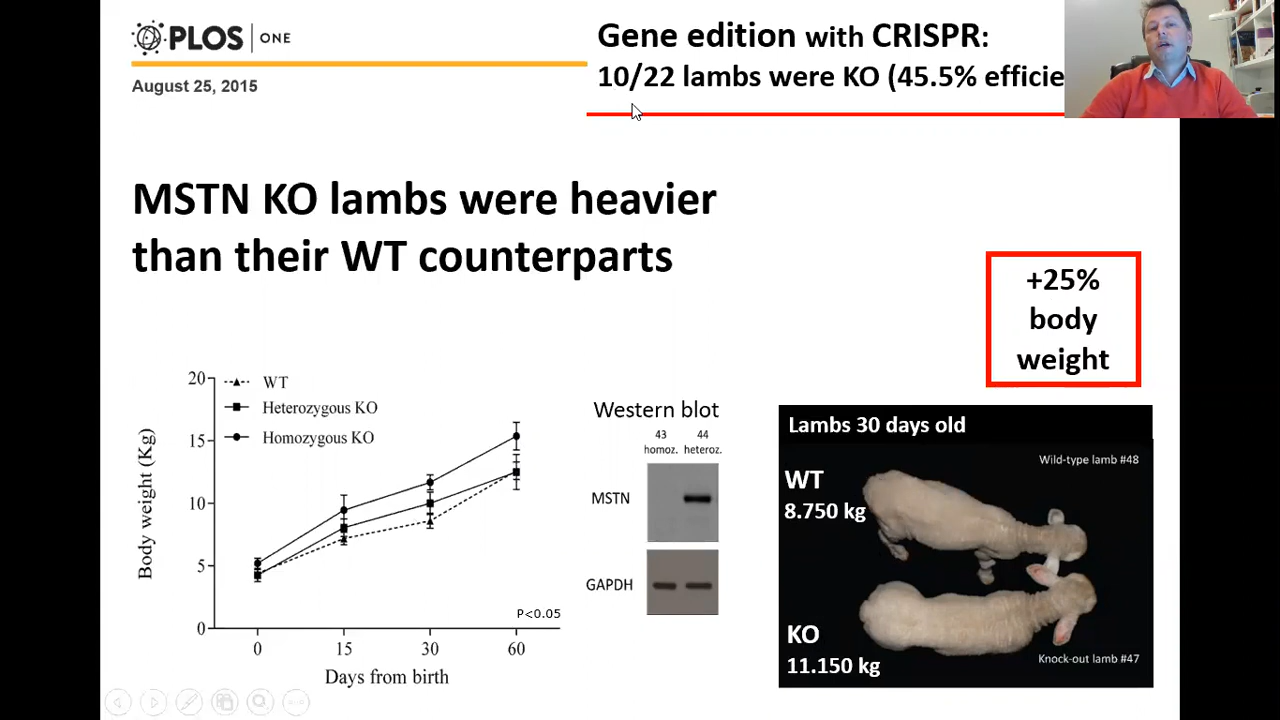 PLOS ONE
August 25, 2015
Gene edition with CRISPR:
10/22 lambs were KO (45.5% efficie
MSTN KO lambs were heavier
than their WT counterparts
+25%
body
weight
Body weight (Kg)
20
15
10
5
0
WT
Heterozygous KO
Homozygous KO
P<0.05
0 15 30 60
Days from birth
Western blot
43 44
homoz. heteroz.
MSTN
GAPDH
Lambs 30 days old
Wild-type lamb #48
WT
8.750 kg
KO
11.150 kg
Knock-out lamb #47